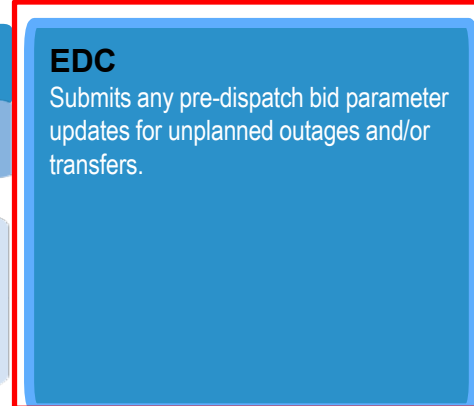 EDC
Submits any pre-dispatch bid parameter
updates for unplanned outages and/or
transfers.